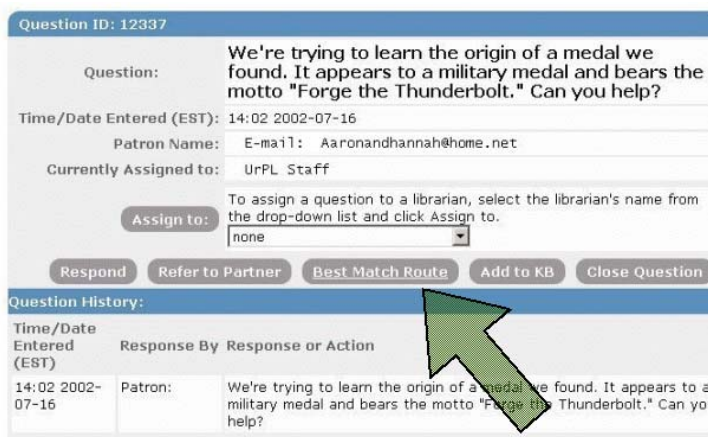 Question ID: 12337
Question:
We're trying to learn the origin of a medal we
found. It appears to a military medal and bears the
motto "Forge the Thunderbolt." Can you help?
Time/Date Entered (EST): 14:02 2002-07-16
Patron Name: E-mail: Aaronandhannah@home.net
Currently Assigned to: UrPL Staff
To assign a question to a librarian, select the librarian's name from
Assign to: the drop-down list and click Assign to.
none
Respond Refer to Partner Best Match Route Add to KB Close Question
Question History:
Time/Date
Entered
(EST)
Response By Response or Action
14:02 2002-
07-16
Patron:
We're trying to learn the origin of a medal we found. It appears to a
military medal and bears the motto "Forge the Thunderbolt." Can yo
help?